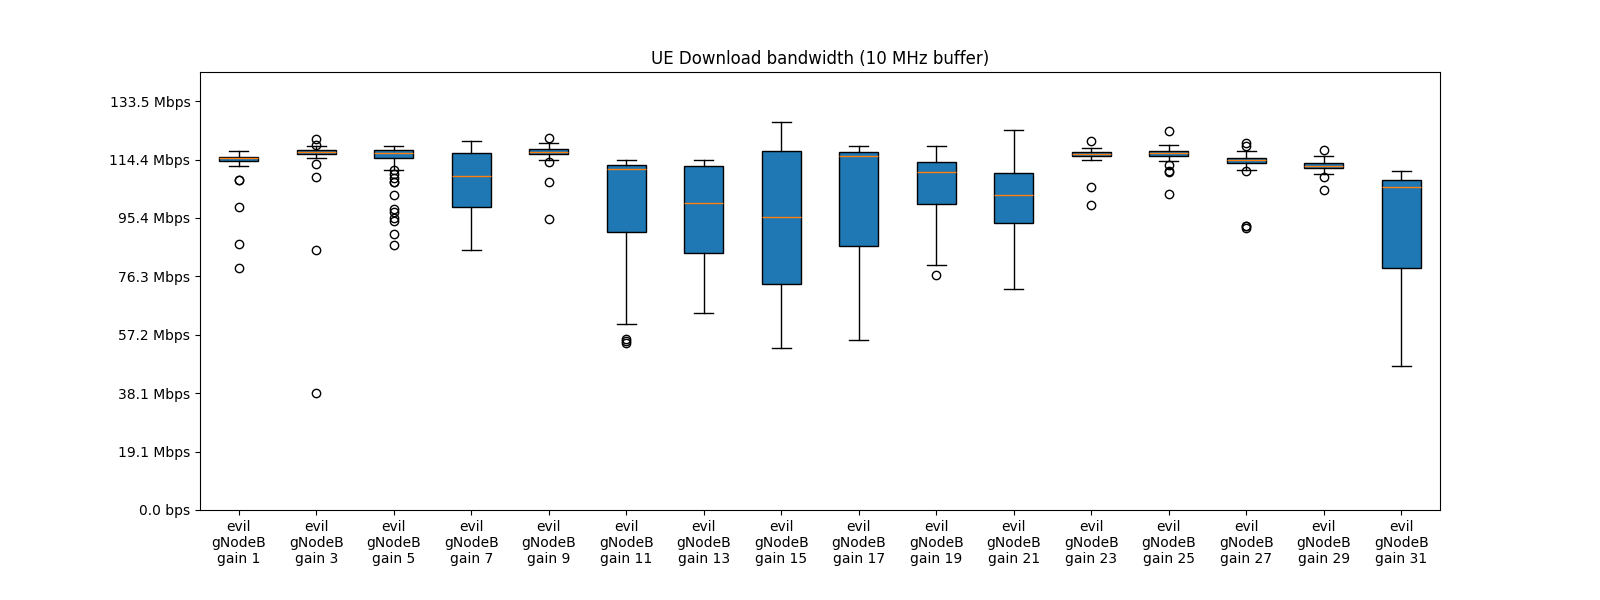 UE Download bandwidth (10 MHz buffer)
133.5 Mbps
114.4 Mbps
95.4 Mbps
76.3 Mbps
57.2 Mbps
38.1 Mbps
19.1 Mbps
0.0 bps
evil
gNodeB
gain 1
evil
gNodeB
gain 3
evil
gNodeB
gain 5
evil
gNodeB
gain 7
evil
gNodeB
gain 9
evil
gNodeB
gain 11
evil
gNodeB
gain 13
evil
gNodeB
gain 15
evil
gNodeB
gain 17
evil
gNodeB
gain 19
evil
gNodeB
gain 21
evil
gNodeB
gain 23
evil
gNodeB
gain 25
evil
gNodeB
gain 27
evil
gNodeB
gain 29
evil
gNodeB
gain 31